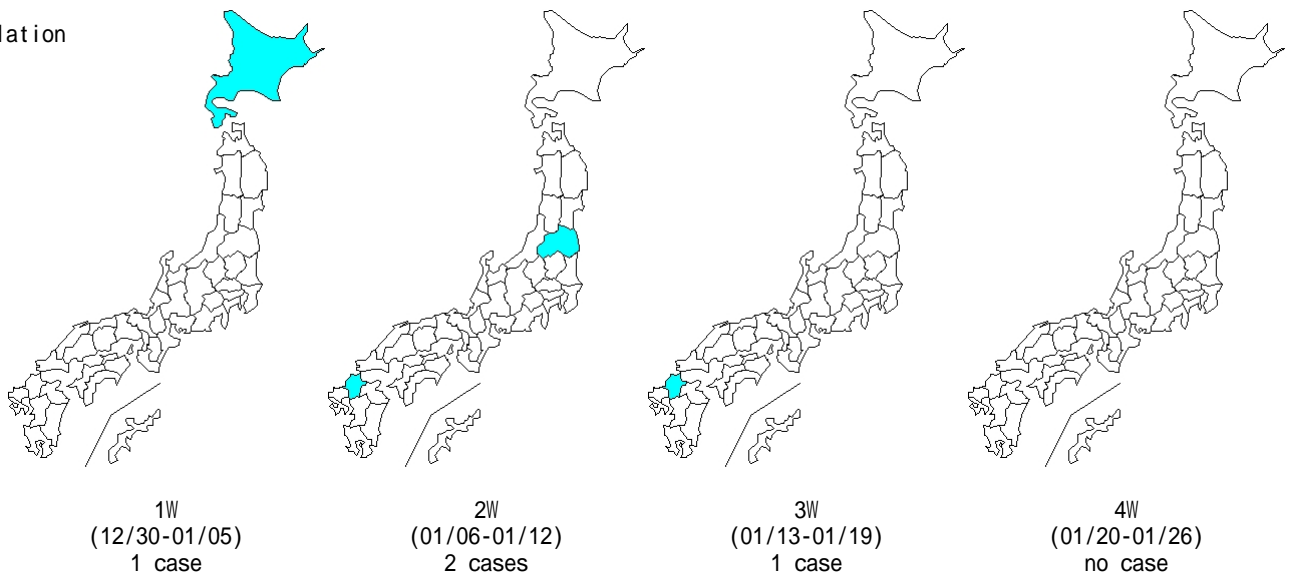 lation
1W
(12/30-01/05)
1 case
2W
(01/06-01/12)
2 cases
3W
(01/13-01/19)
1 case
4W
(01/20-01/26)
no case